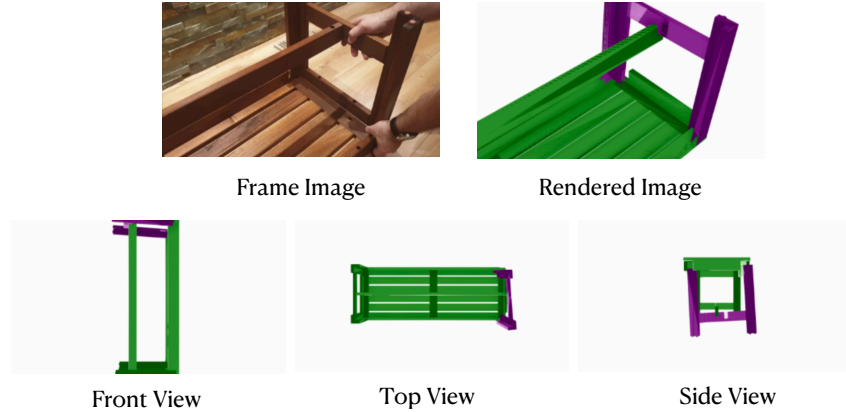 Frame Image
Rendered Image
Front View
Top View
Side View